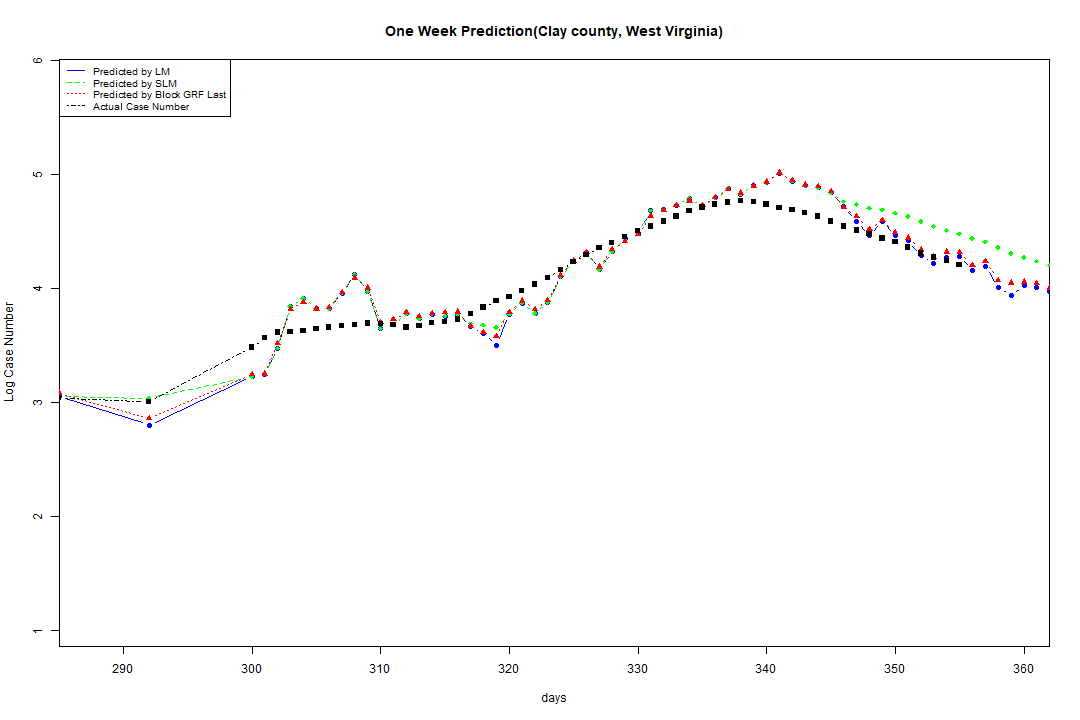 One Week Prediction(Clay county, West Virginia)
Predicted by LM
Predicted by SLM
Predicted by Block GRF Last
Actual Case Number
6
5
4
3
2
1
Log Case Number
290 300 310 320 330 340 350 360
days